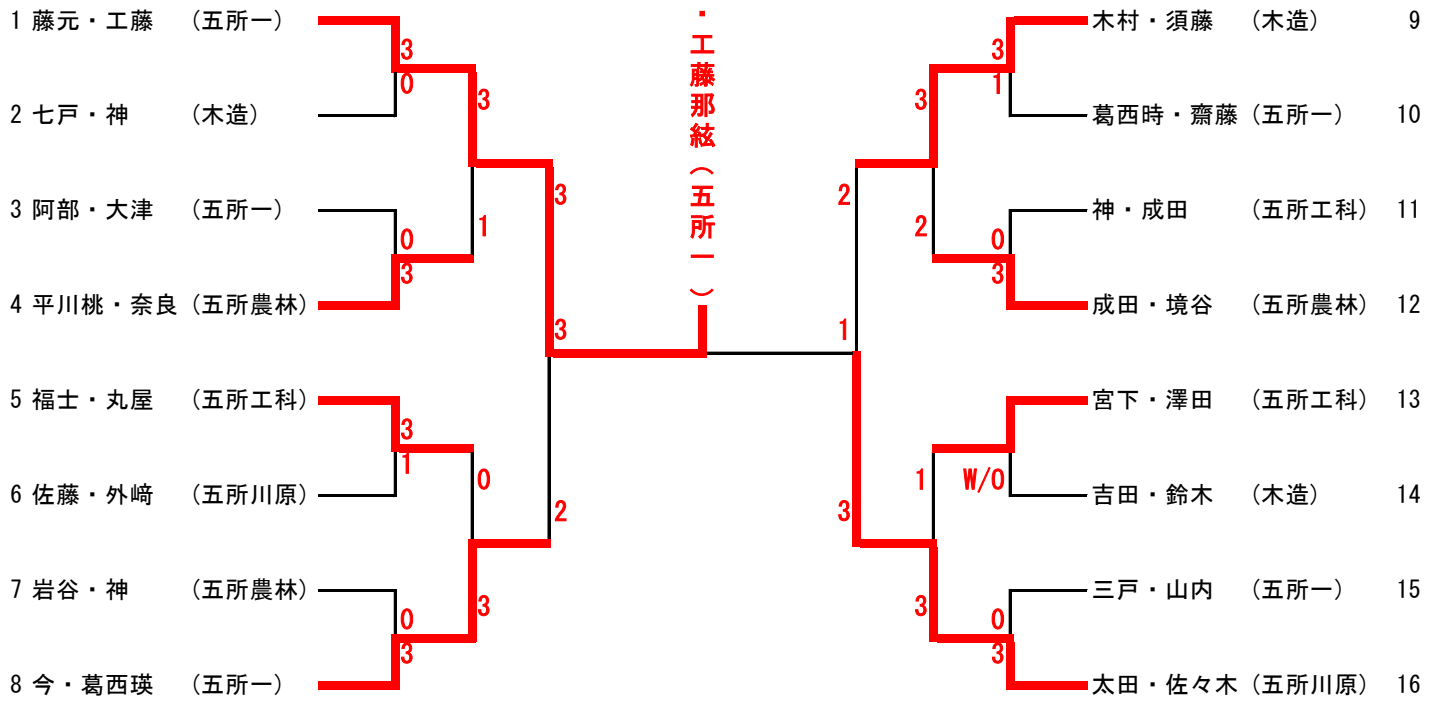 1 藤元・工藤 （五所一）
3
0
2 七戸・神 （木造）
3
3 阿部・大津 （五所一）
0
3
1
4 平川桃・奈良（五所農林）
3
5 福士・丸屋 （五所工科）
3
1
6 佐藤・外﨑 （五所川原）
0
7 岩谷・神 （五所農林）
0
3
3
8 今・葛西瑛 （五所一）
2
3
・工藤那絃（五所一）
1
木村・須藤 （木造） 9
3
1
葛西時・齋藤（五所一） 10
3
2
神・成田 （五所工科） 11
0
3
2
成田・境谷 （五所農林） 12
宮下・澤田 （五所工科） 13
W/0
1
吉田・鈴木 （木造） 14
3
三戸・山内 （五所一） 15
0
3
3
太田・佐々木（五所川原） 16